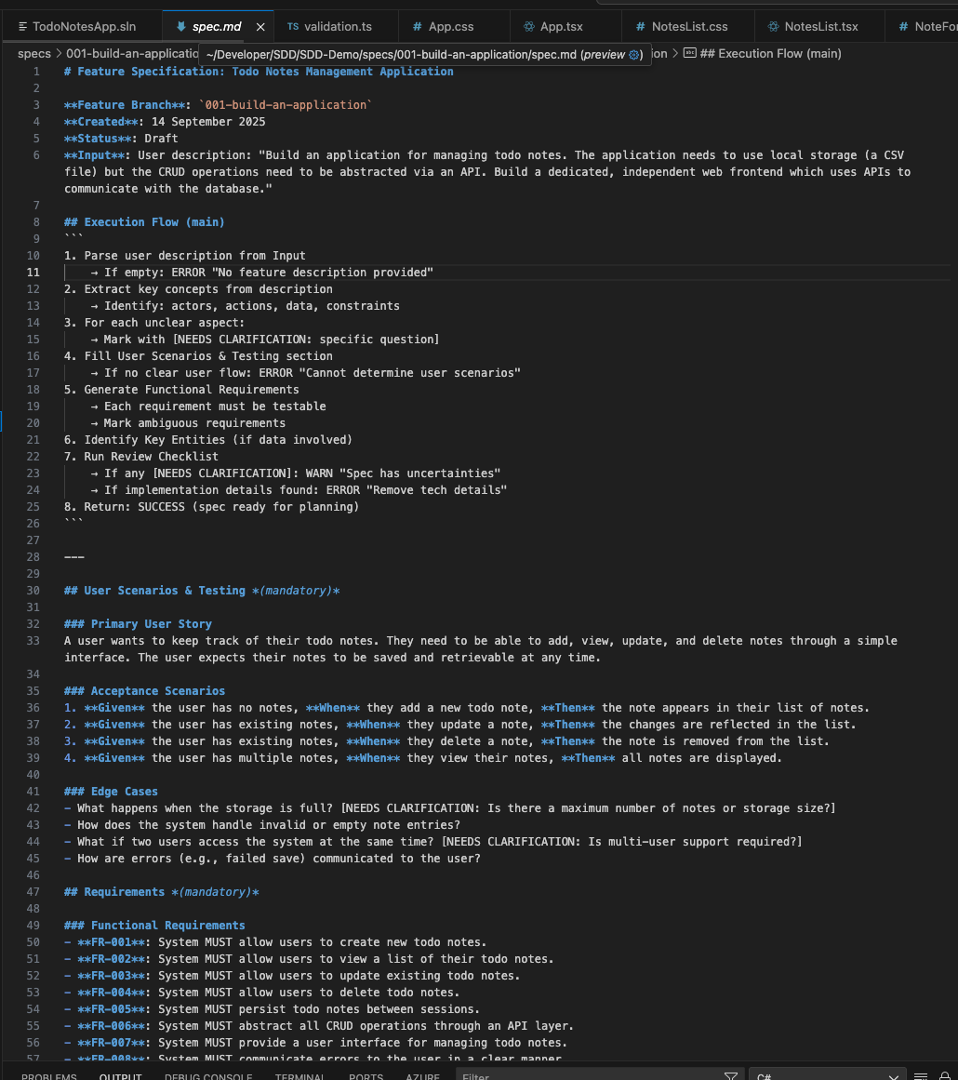 TodoNotesApp.sln spec.md TS validation.ts # App.css App.tsx # NotesList.css NotesList.tsx # NoteFor
specs > 001-build-an-applicatic ~/Developer/SDD/SDD-Demo/specs/001-build-an-application/spec.md (preview ) ion > ## Execution Flow (main)
1 # Feature Specification: Todo Notes Management Application
2
3 **Feature Branch**: `001-build-an-application`
4 **Created**: 14 September 2025
5 **Status**: Draft
6 **Input**: User description: "Build an application for managing todo notes. The application needs to use local storage (a CSV
file) but the CRUD operations need to be abstracted via an API. Build a dedicated, independent web frontend which uses APIs to
communicate with the database."
7
8 ## Execution Flow (main)
9 ```
10 1. Parse user description from Input
11 → If empty: ERROR "No feature description provided"
12 2. Extract key concepts from description
13 → Identify: actors, actions, data, constraints
14 3. For each unclear aspect:
15 → Mark with [NEEDS CLARIFICATION: specific question]
16 4. Fill User Scenarios & Testing section
17 → If no clear user flow: ERROR "Cannot determine user scenarios"
18 5. Generate Functional Requirements
19 → Each requirement must be testable
20 → Mark ambiguous requirements
21 6. Identify Key Entities (if data involved)
22 7. Run Review Checklist
23 → If any [NEEDS CLARIFICATION]: WARN "Spec has uncertainties"
24 → If implementation details found: ERROR "Remove tech details"
25 8. Return: SUCCESS (spec ready for planning)
26 ```
27
28 ---
29
30 ## User Scenarios & Testing *(mandatory)*
31
32 ### Primary User Story
33 A user wants to keep track of their todo notes. They need to be able to add, view, update, and delete notes through a simple
interface. The user expects their notes to be saved and retrievable at any time.
34
35 ### Acceptance Scenarios
36 1. **Given** the user has no notes, **When** they add a new todo note, **Then** the note appears in their list of notes.
37 2. **Given** the user has existing notes, **When** they update a note, **Then** the changes are reflected in the list.
38 3. **Given** the user has existing notes, **When** they delete a note, **Then** the note is removed from the list.
39 4. **Given** the user has multiple notes, **When** they view their notes, **Then** all notes are displayed.
40
41 ### Edge Cases
42 - What happens when the storage is full? [NEEDS CLARIFICATION: Is there a maximum number of notes or storage size?]
43 - How does the system handle invalid or empty note entries?
44 - What if two users access the system at the same time? [NEEDS CLARIFICATION: Is multi-user support required?]
45 - How are errors (e.g., failed save) communicated to the user?
46
47 ## Requirements *(mandatory)*
48
49 ### Functional Requirements
50 - **FR-001**: System MUST allow users to create new todo notes.
51 - **FR-002**: System MUST allow users to view a list of their todo notes.
52 - **FR-003**: System MUST allow users to update existing todo notes.
53 - **FR-004**: System MUST allow users to delete todo notes.
54 - **FR-005**: System MUST persist todo notes between sessions.
55 - **FR-006**: System MUST abstract all CRUD operations through an API layer.
56 - **FR-007**: System MUST provide a user interface for managing todo notes.
57 - **FR-008**: System MUST communicate errors to the user in a clear manner.
PROBLEMS OUTPUT DEBUG CONSOLE TERMINAL PORTS AZURE Filter C#